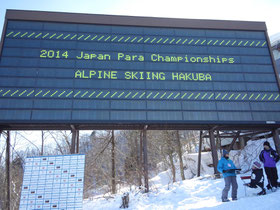 2014 Japan Para Championships
ALPINE SKIING HAKUBA